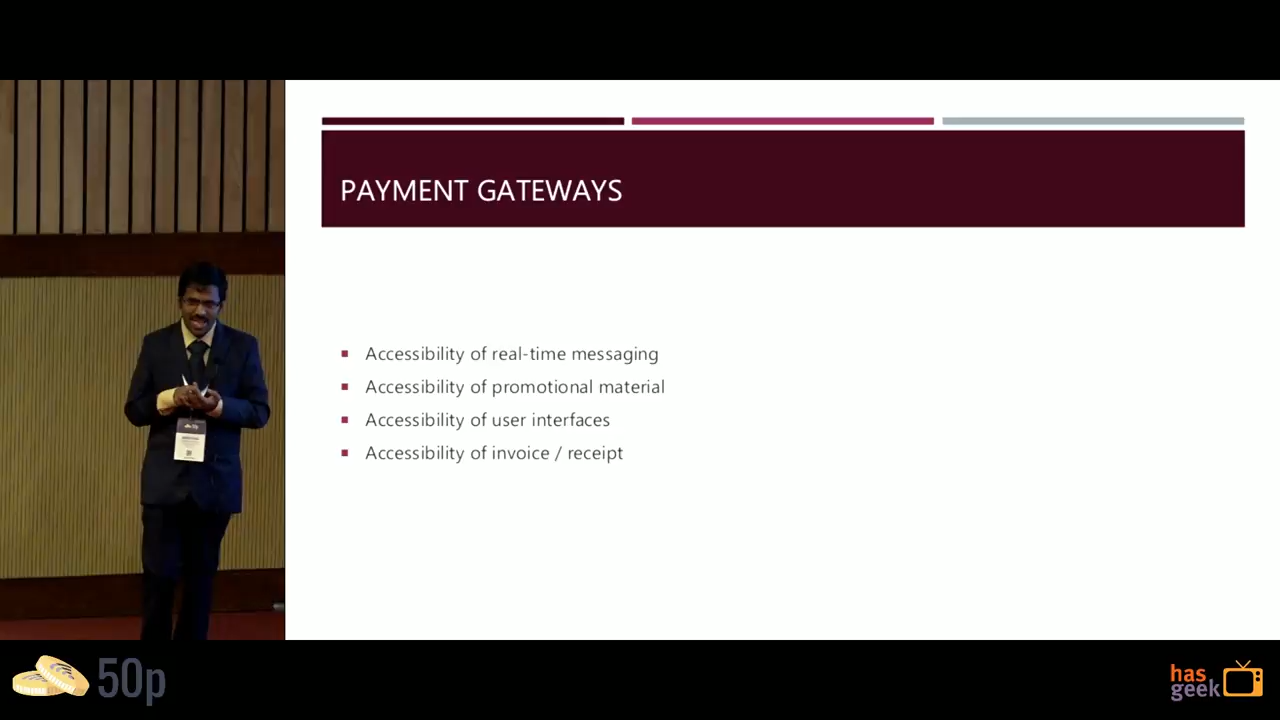 PAYMENT GATEWAYS
Accessibility of real-time messaging
Accessibility of promotional material
Accessibility of user interfaces
Accessibility of invoice / receipt
50p
has
geek